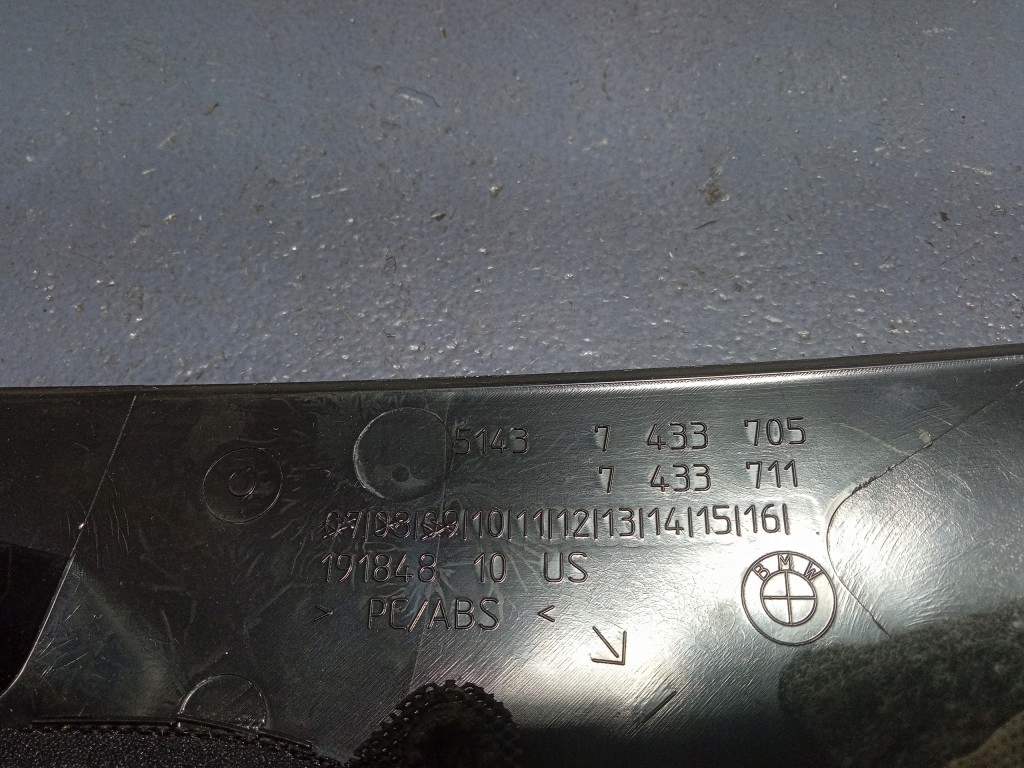 5143 7 433 705
7 433 711
07|08|09|10|11|12|13|14|15|16|
191848 10 US
> PC/ABS <
BMW